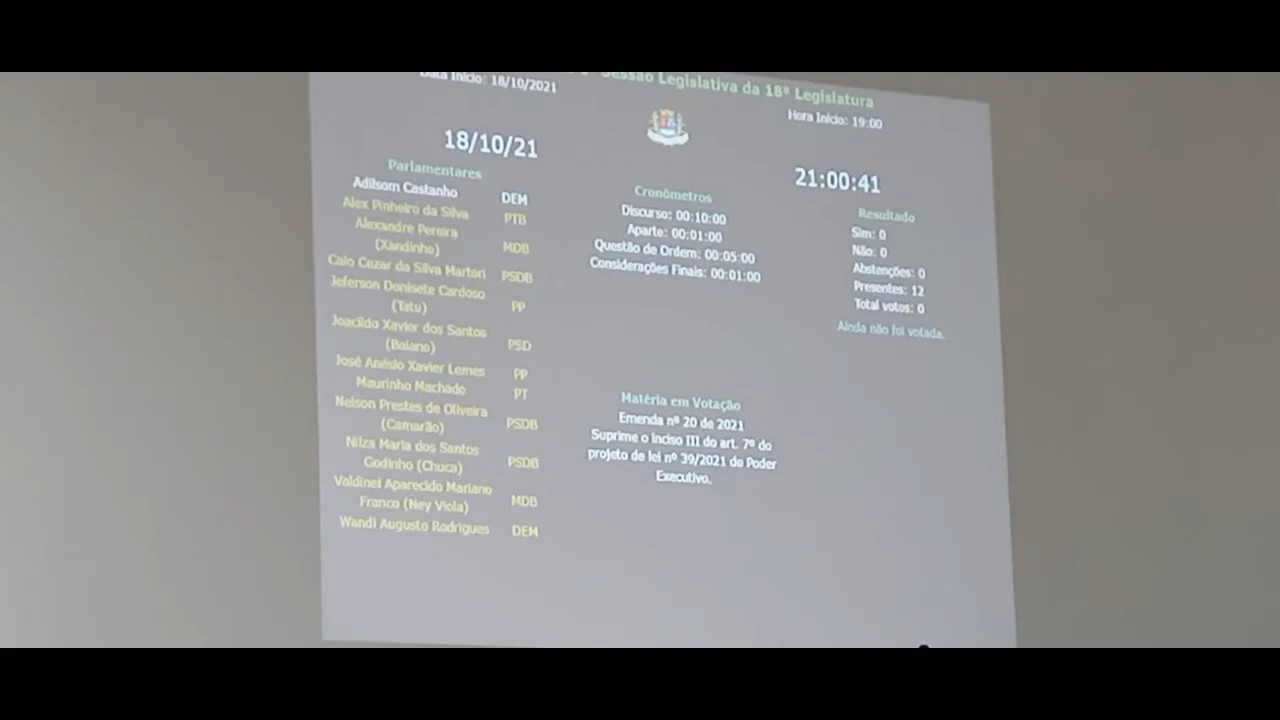 Sessão Legislativa da 18ª Legislatura
Data Início: 18/10/2021
Hora Início: 19:00
18/10/21
21:00:41
Parlamentares
Adilsom Castanho DEM
Alex Pinheiro da Silva PTB
Alexandre Pereira
(Xandinho) MDB
Caio Cezar da Silva Martori PSDB
Jeferson Donisete Cardoso
(Tatu) PP
Joacildo Xavier dos Santos
(Baiano) PSD
José Anésio Xavier Lemes PP
Maurinho Machado PT
Nelson Prestes de Oliveira
(Camarão) PSDB
Nilza Maria dos Santos
Godinho (Chuca) PSDB
Valdinei Aparecido Mariano
Franco (Ney Viola) MDB
Wandi Augusto Rodrigues DEM
Cronômetros
Discurso: 00:10:00
Aparte: 00:01:00
Questão de Ordem: 00:05:00
Considerações Finais: 00:01:00
Matéria em Votação
Emenda nº 20 de 2021
Suprime o inciso III do art. 7º do
projeto de lei nº 39/2021 do Poder
Executivo.
Resultado
Sim: 0
Não: 0
Abstenções: 0
Presentes: 12
Total votos: 0
Ainda não foi votada.